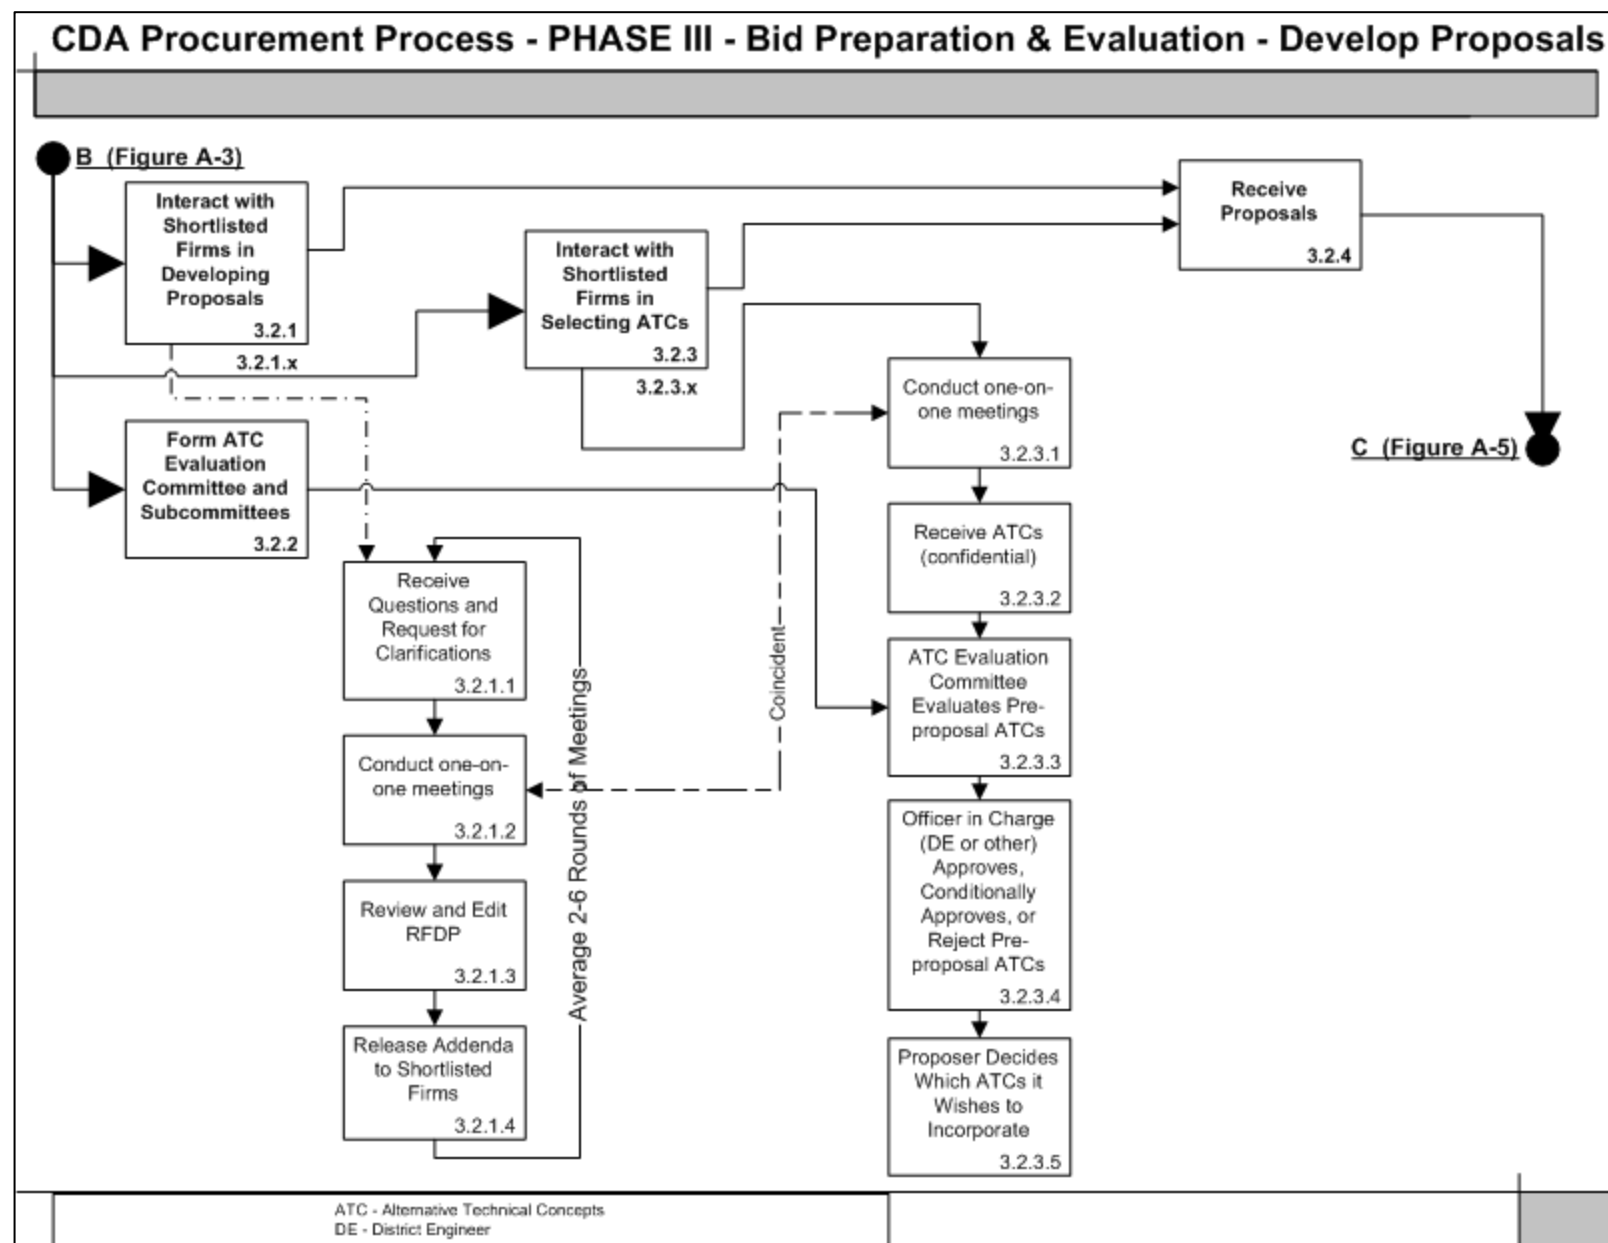 CDA Procurement Process - PHASE III - Bid Preparation & Evaluation - Develop Proposals
B (Figure A-3)
Interact with
Shortlisted
Firms in
Developing
Proposals
3.2.1
3.2.1.x
Form ATC
Evaluation
Committee and
Subcommittees
3.2.2
Interact with
Shortlisted
Firms in
Selecting ATCs
3.2.3
3.2.3.x
Receive
Proposals
3.2.4
C (Figure A-5)
Receive
Questions and
Request for
Clarifications
3.2.1.1
Conduct one-on-
one meetings
3.2.1.2
Review and Edit
RFDP
3.2.1.3
Release Addenda
to Shortlisted
Firms
3.2.1.4
Average 2-6 Rounds of Meetings
Coincident
Conduct one-on-
one meetings
3.2.3.1
Receive ATCs
(confidential)
3.2.3.2
ATC Evaluation
Committee
Evaluates Pre-
proposal ATCs
3.2.3.3
Officer in Charge
(DE or other)
Approves,
Conditionally
Approves, or
Reject Pre-
proposal ATCs
3.2.3.4
Proposer Decides
Which ATCs it
Wishes to
Incorporate
3.2.3.5
ATC - Alternative Technical Concepts
DE - District Engineer